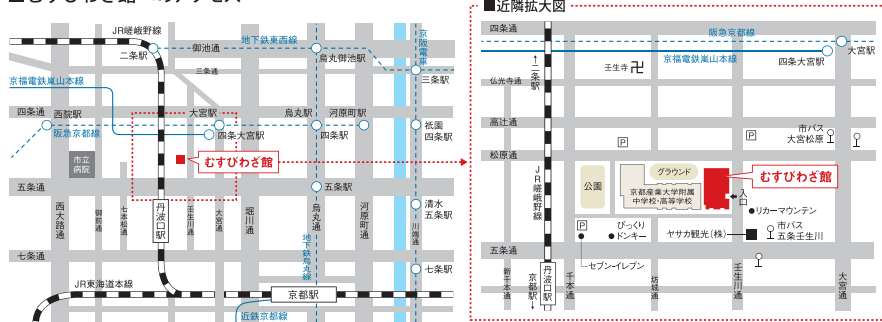 ■近隣拡大図
JR嵯峨野線
二条駅
御池通
地下鉄東西線
烏丸御池駅
京阪電車
三条駅
三条通
京福電鉄嵐山本線
四条通
西院駅
大宮駅
烏丸駅
河原町駅
阪急京都線
四条大宮駅
四条駅
祇園
四条駅
市立
病院
むすびわざ館
五条通
五条駅
清水
五条駅
西大路通
御前通
七本松通
丹波口駅
壬生川通
大宮通
堀川通
烏丸通
河原町通
川端通
地下鉄烏丸線
七条通
七条駅
JR東海道本線
京都駅
近鉄京都線
四条通
阪急京都線
大宮駅
京福電鉄嵐山本線
四条大宮駅
←二条駅
壬生寺 卍
仏光寺通
高辻通
P
P
市バス
大宮松原
松原通
JR嵯峨野線
公園
グラウンド
京都産業大学附属
中学校・高等学校
むすびわざ館
入口
リカーマウンテン
P
びっくり
ドンキー
ヤサカ観光(株)
市バス
五条壬生川
五条通
セブン-イレブン
新千本通
京都駅→
丹波口駅
千本通
坊城通
壬生川通
大宮通